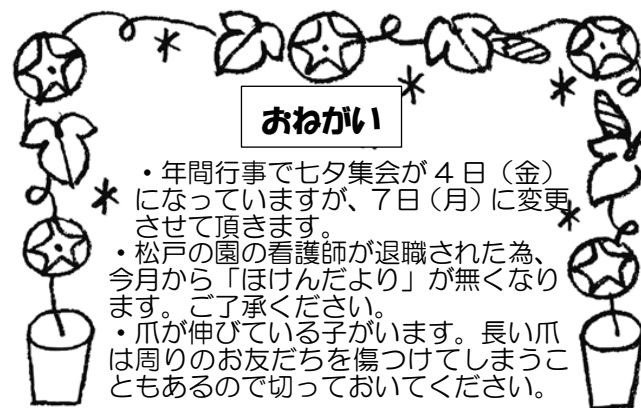 おねがい
・年間行事で七夕集会が4日（金）
になっていますが、7日（月）に変更
させて頂きます。
・松戸の園の看護師が退職された為、
今月から「ほけんだより」が無くなり
ます。ご了承ください。
・爪が伸びている子がいます。長い爪
は周りのお友だちを傷つけてしまうこ
ともあるので切っておいてください。